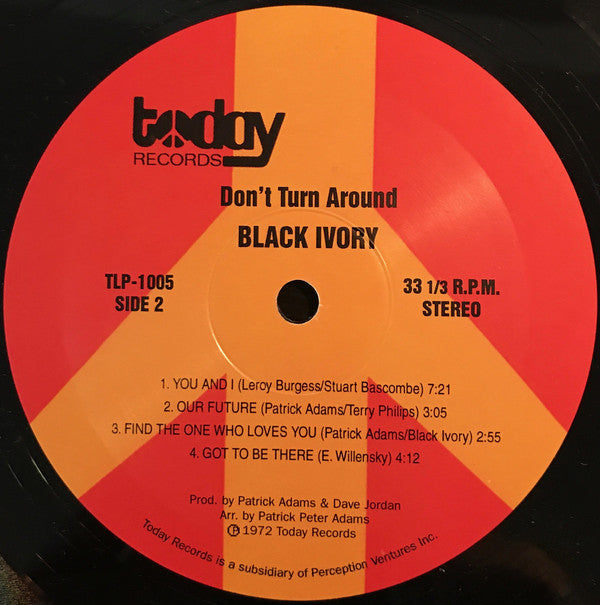 today
RECORDS
Don't Turn Around
BLACK IVORY
TLP-1005
SIDE 2
33 1/3 R.P.M.
STEREO
1. YOU AND I (Leroy Burgess/Stuart Bascombe) 7:21
2. OUR FUTURE (Patrick Adams/Terry Philips) 3:05
3. FIND THE ONE WHO LOVES YOU (Patrick Adams/Black Ivory) 2:55
4. GOT TO BE THERE (E. Willensky) 4:12
Prod. by Patrick Adams & Dave Jordan
Arr. by Patrick Peter Adams
℗ 1972 Today Records
Today Records is a subsidiary of Perception Ventures Inc.